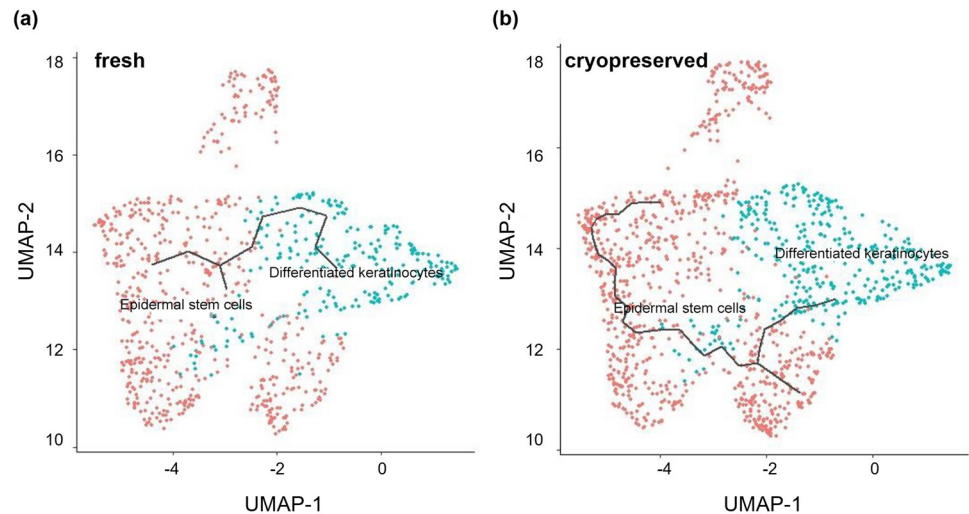 (a)
fresh
18
16
14
12
10
UMAP-2
Differentiated keratinocytes
Epidermal stem cells
-4
-2
0
UMAP-1
(b)
cryopreserved
18
16
14
12
10
UMAP-2
Differentiated keratinocytes
Epidermal stem cells
-4
-2
0
UMAP-1